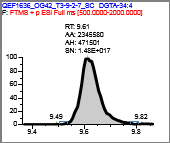 QEF1636_OG42_T3-9-2-7_SC DGTA-34:4
F: FTMS + p ESI Full ms [500.0000-2000.0000]
RT: 9.61
AA: 2345580
AH: 471501
SN: 1.48E+017
100
80
60
40
20
0
9.49
9.82
9.4
9.6
9.8